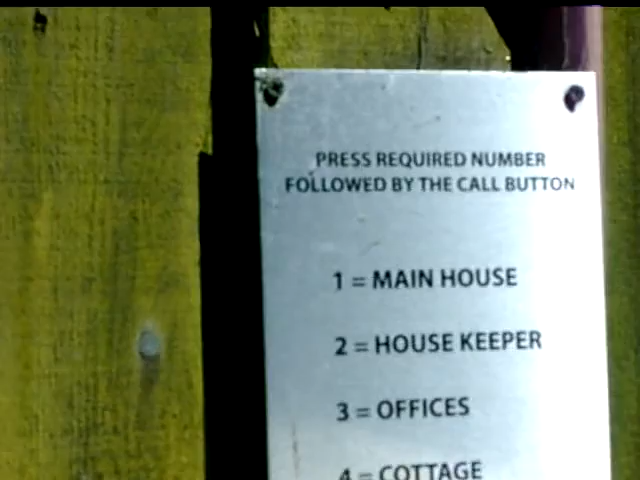 PRESS REQUIRED NUMBER
FOLLOWED BY THE CALL BUTTON
1 = MAIN HOUSE
2 = HOUSE KEEPER
3 = OFFICES
4 = COTTAGE